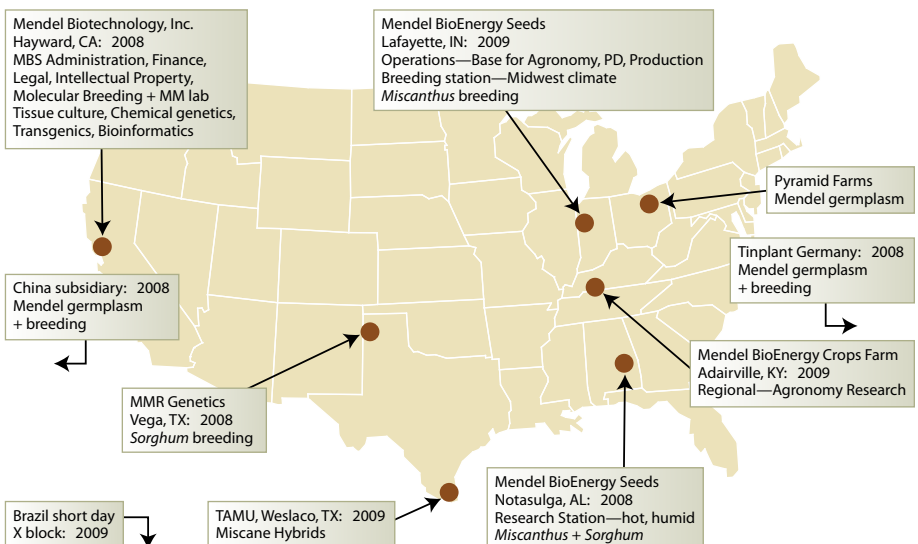 Mendel Biotechnology, Inc.
Hayward, CA: 2008
MBS Administration, Finance,
Legal, Intellectual Property,
Molecular Breeding + MM lab
Tissue culture, Chemical genetics,
Transgenics, Bioinformatics
Mendel BioEnergy Seeds
Lafayette, IN: 2009
Operations—Base for Agronomy, PD, Production
Breeding station—Midwest climate
Miscanthus breeding
Pyramid Farms
Mendel germplasm
Tinplant Germany: 2008
Mendel germplasm
+ breeding
China subsidiary: 2008
Mendel germplasm
+ breeding
Mendel BioEnergy Crops Farm
Adairville, KY: 2009
Regional—Agronomy Research
MMR Genetics
Vega, TX: 2008
Sorghum breeding
Mendel BioEnergy Seeds
Notasulga, AL: 2008
Research Station—hot, humid
Miscanthus + Sorghum
Brazil short day
X block: 2009
TAMU, Weslaco, TX: 2009
Miscane Hybrids